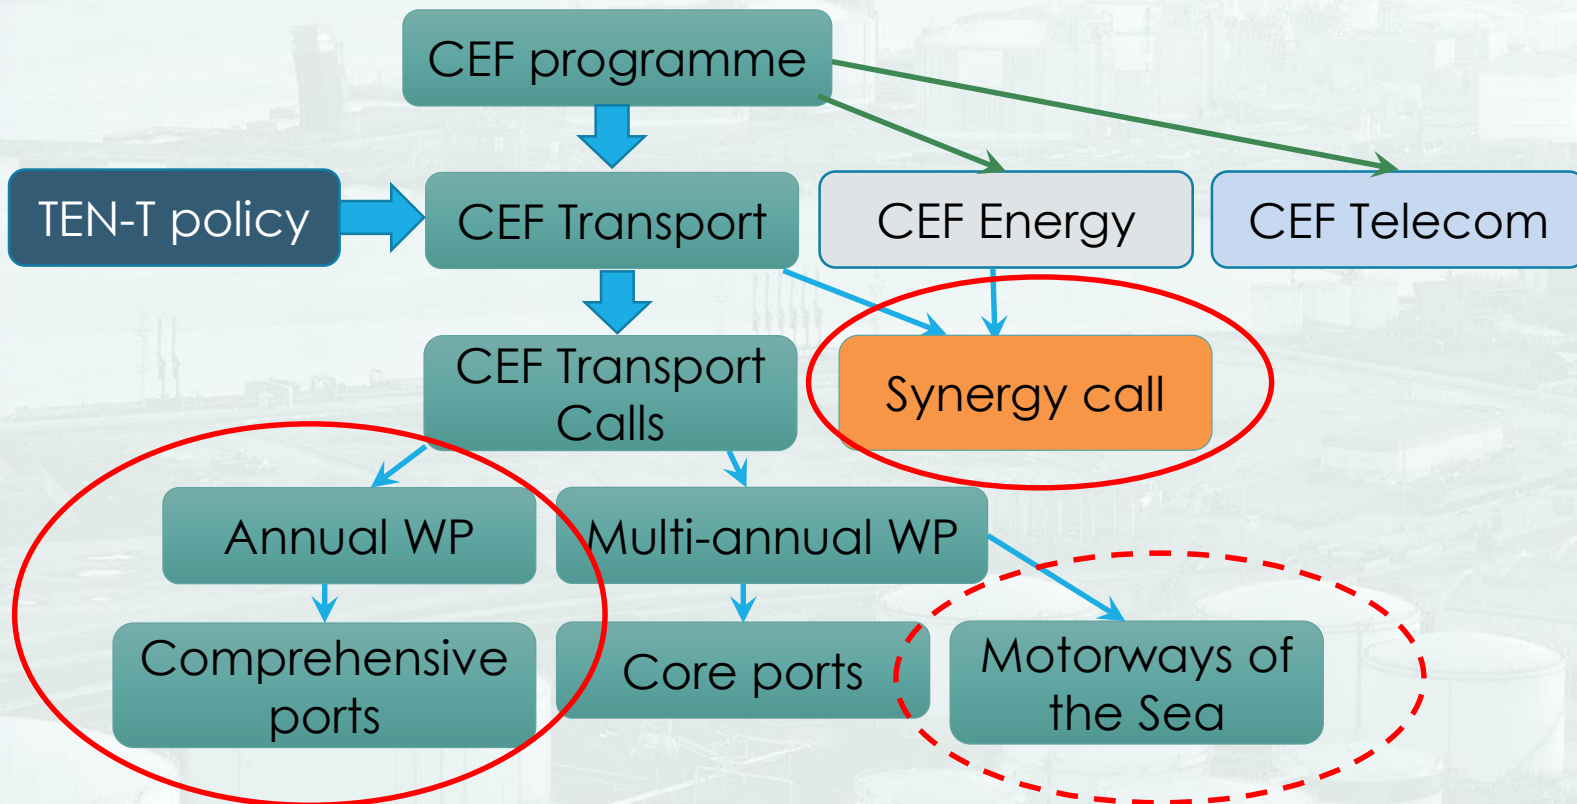 CEF programme
TEN-T policy
CEF Transport
CEF Energy
CEF Telecom
CEF Transport
Calls
Synergy call
Annual WP
Multi-annual WP
Comprehensive
ports
Core ports
Motorways of
the Sea